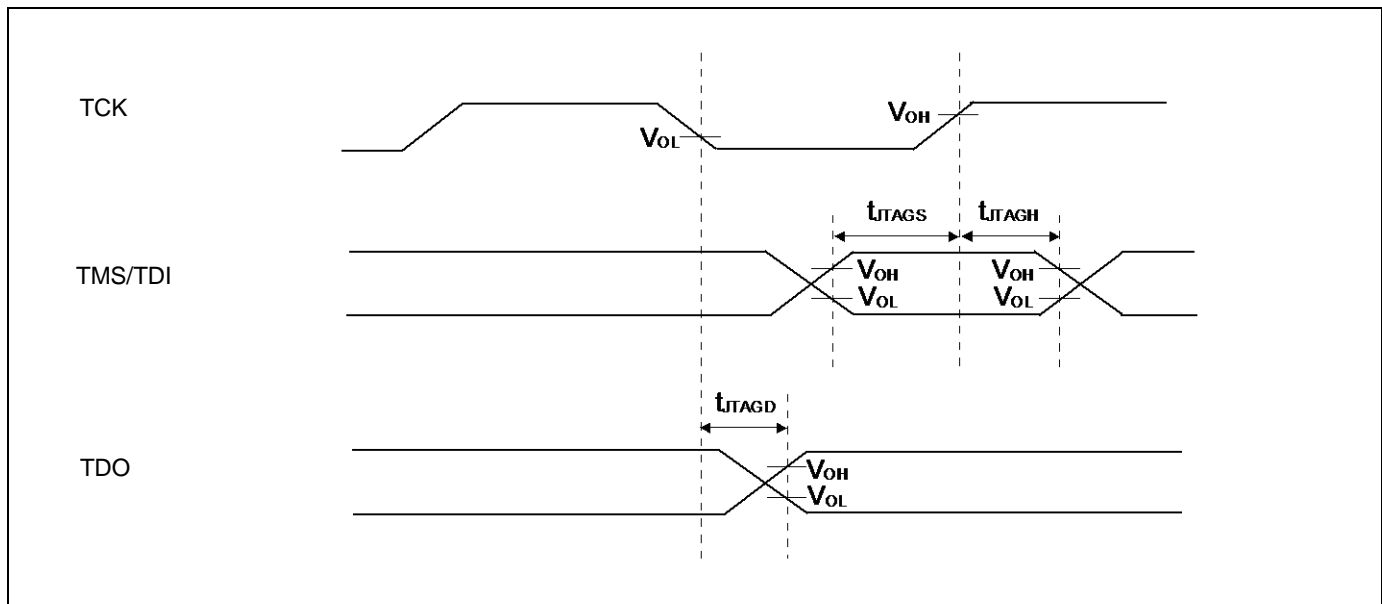 TCK
VOL
VOH
tJTAGS
tJTAGH
TMS/TDI
VOH
VOL
VOH
VOL
tJTAGD
TDO
VOH
VOL